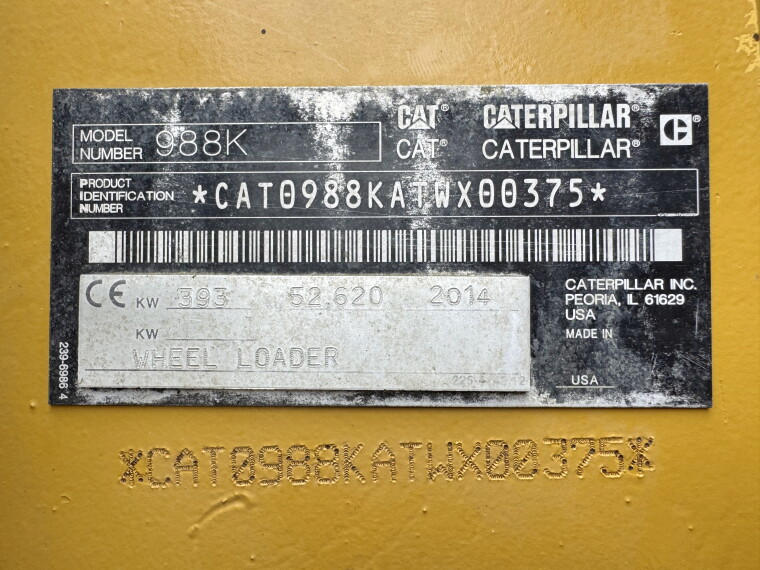 MODEL NUMBER 988K
CAT® CATERPILLAR®
CAT® CATERPILLAR®
PRODUCT IDENTIFICATION NUMBER *CAT0988KATWX00375*
CE KW 393 52,620 2014
KW
WHEEL LOADER
CATERPILLAR INC.
PEORIA, IL 61629
USA
MADE IN
USA
239-6986 4
*CAT0988KATWX00375*